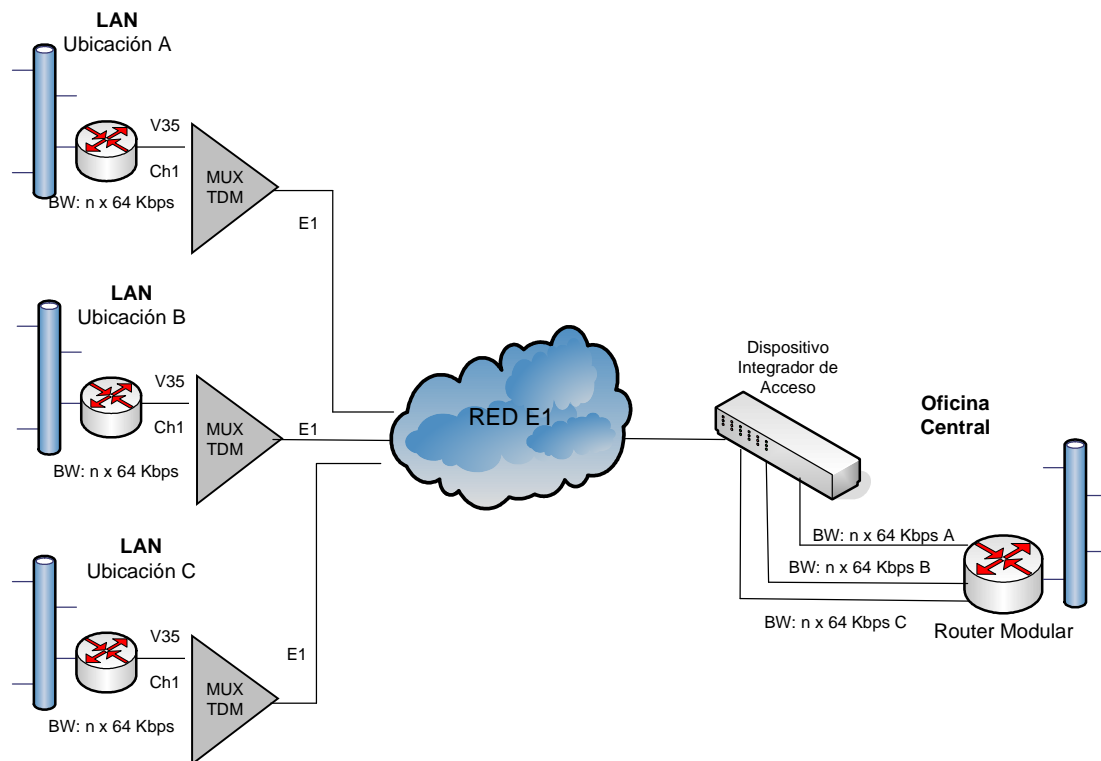 LAN
Ubicación A
V35
Ch1
BW: n x 64 Kbps
MUX
TDM
E1
LAN
Ubicación B
V35
Ch1
BW: n x 64 Kbps
MUX
TDM
E1
RED E1
Dispositivo
Integrador de
Acceso
Oficina
Central
BW: n x 64 Kbps A
BW: n x 64 Kbps B
BW: n x 64 Kbps C
Router Modular
LAN
Ubicación C
V35
Ch1
BW: n x 64 Kbps
MUX
TDM
E1